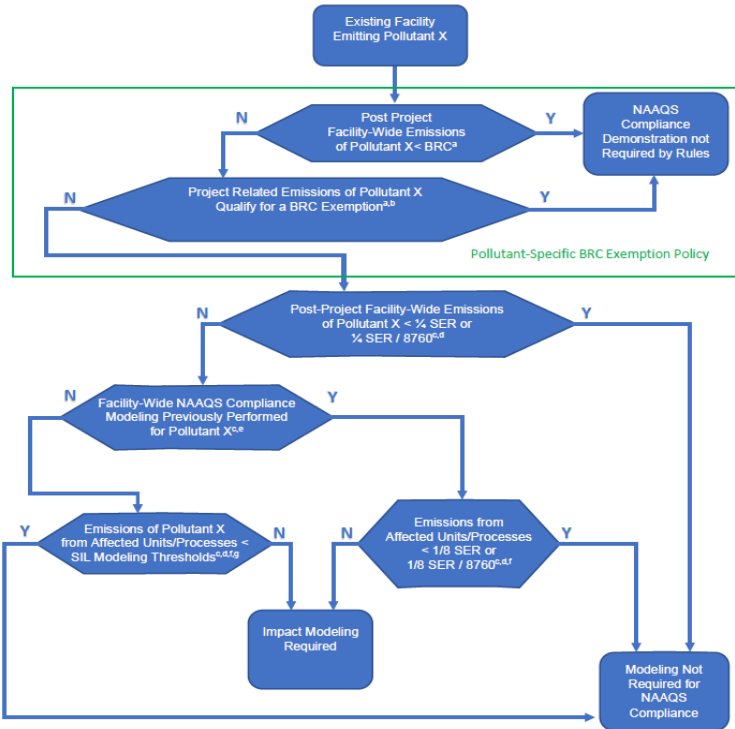 Existing Facility
Emitting Pollutant X
N
Post Project
Facility-Wide Emissions
of Pollutant X< BRCᵃ
Y
NAAQS
Compliance
Demonstration not
Required by Rules
N
Project Related Emissions of Pollutant X
Qualify for a BRC Exemptionᵃ,ᵇ
Y
Pollutant-Specific BRC Exemption Policy
N
Post-Project Facility-Wide Emissions
of Pollutant X < ¼ SER or
¼ SER / 8760ᶜ,ᵈ
Y
N
Facility-Wide NAAQS Compliance
Modeling Previously Performed
for Pollutant Xᶜ,ᵉ
Y
Y
Emissions of Pollutant X
from Affected Units/Processes <
SIL Modeling Thresholdsᶜ,ᵈ,ᶠ,ᵍ
N
N
Emissions from
Affected Units/Processes
< 1/8 SER or
1/8 SER / 8760ᶜ,ᵈ,ᶠ
Y
Impact Modeling
Required
Modeling Not
Required for
NAAQS
Compliance